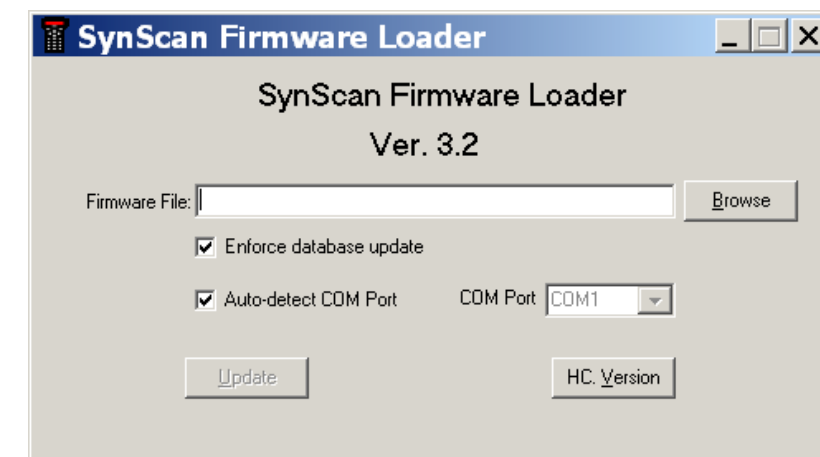 SynScan Firmware Loader
SynScan Firmware Loader
Ver. 3.2
Firmware File: Browse
Enforce database update
Auto-detect COM Port COM Port COM1
Update HC. Version